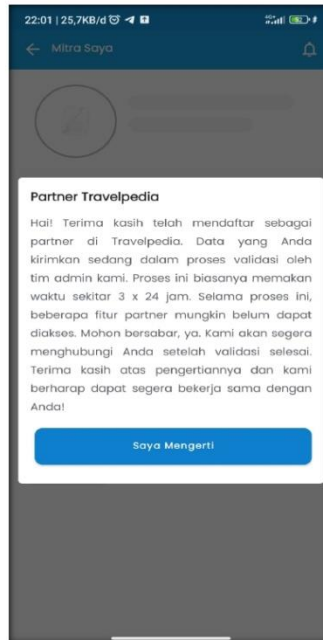 22:01 | 25,7KB/d
Mitra Saya
Partner Travelpedia
Hai! Terima kasih telah mendaftar sebagai
partner di Travelpedia. Data yang Anda
kirimkan sedang dalam proses validasi oleh
tim admin kami. Proses ini biasanya memakan
waktu sekitar 3 x 24 jam. Selama proses ini,
beberapa fitur partner mungkin belum dapat
diakses. Mohon bersabar, ya. Kami akan segera
menghubungi Anda setelah validasi selesai.
Terima kasih atas pengertiannya dan kami
berharap dapat segera bekerja sama dengan
Anda!
Saya Mengerti